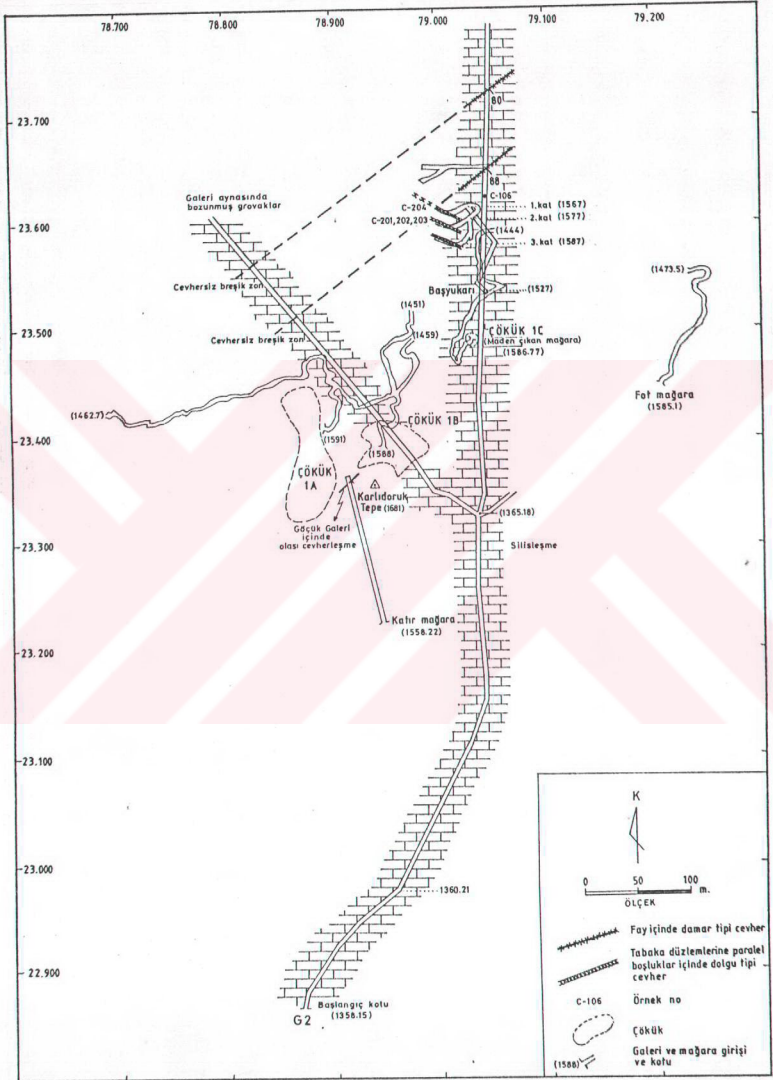 78.700
78.800
78.900
79.000
79.100
79.200
23.700
80
88
C-106
C-204
1.kat (1567)
Galeri aynasında
bozunmuş grovaklar
23.600
2.kat (1577)
C-201,202,203
(1444)
3.kat (1587)
(1473.5)
Cevhersiz breşik zon
Başyukarı
(1527)
(1451)
23.500
ÇÖKÜK 1C
(Maden çıkan mağara)
(1586.77)
Cevhersiz breşik zon
(1459)
Fot mağara
(1585.1)
(1462.7)
23.400
ÇÖKÜK 1B
(1591)
(1588)
ÇÖKÜK
1A
Karlıdoruk
Tepe (1681)
(1365.18)
Göçük Galeri
içinde
olası cevherleşme
23.300
Silisleşme
Katır mağara
(1558.22)
23.200
23.100
23.000
1360.21
22.900
Başlangıç kotu
(1358.15)
G2
K
0 50 100 m.
ÖLÇEK
Fay içinde damar tipi cevher
Tabaka düzlemlerine paralel
boşluklar içinde dolgu tipi
cevher
C-106 Örnek no
Çökük
(1588) Galeri ve mağara girişi
ve kotu